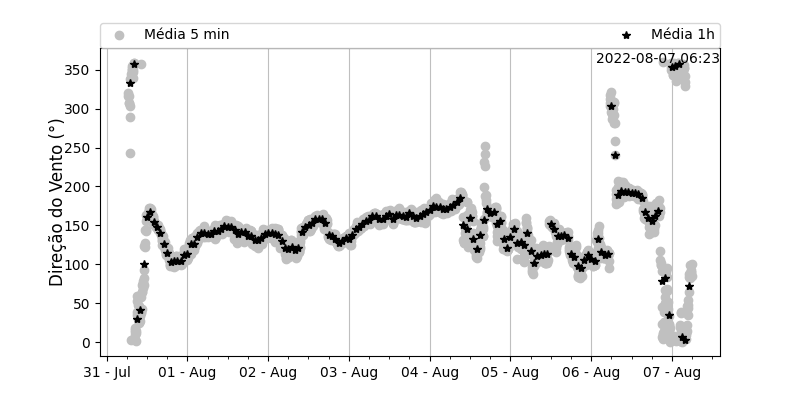 Média 5 min
Média 1h
2022-08-07 06:23
Direção do Vento (°)
350
300
250
200
150
100
50
0
31 - Jul
01 - Aug
02 - Aug
03 - Aug
04 - Aug
05 - Aug
06 - Aug
07 - Aug